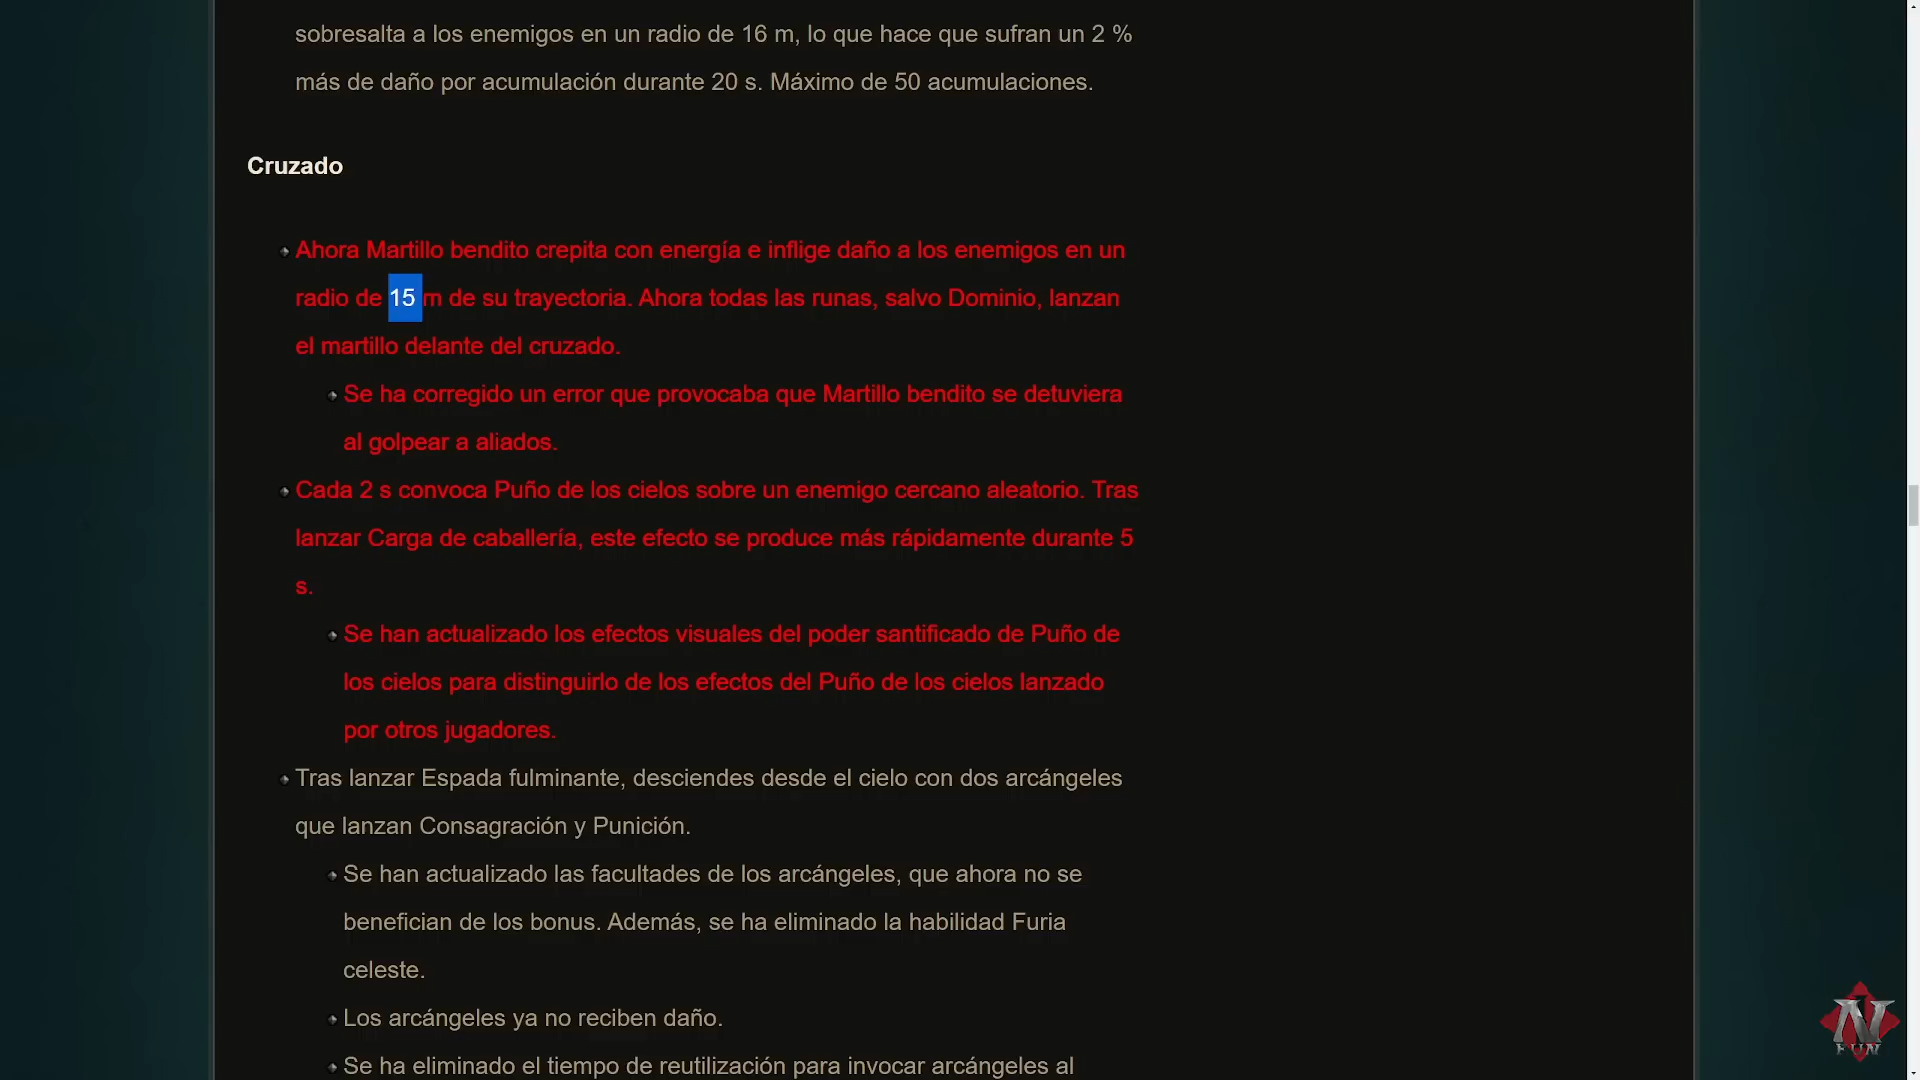 sobresalta a los enemigos en un radio de 16 m, lo que hace que sufran un 2 %
más de daño por acumulación durante 20 s. Máximo de 50 acumulaciones.
Cruzado
Ahora Martillo bendito crepita con energía e inflige daño a los enemigos en un
radio de 15 m de su trayectoria. Ahora todas las runas, salvo Dominio, lanzan
el martillo delante del cruzado.
Se ha corregido un error que provocaba que Martillo bendito se detuviera
al golpear a aliados.
Cada 2 s convoca Puño de los cielos sobre un enemigo cercano aleatorio. Tras
lanzar Carga de caballería, este efecto se produce más rápidamente durante 5
s.
Se han actualizado los efectos visuales del poder santificado de Puño de
los cielos para distinguirlo de los efectos del Puño de los cielos lanzado
por otros jugadores.
Tras lanzar Espada fulminante, desciendes desde el cielo con dos arcángeles
que lanzan Consagración y Punición.
Se han actualizado las facultades de los arcángeles, que ahora no se
benefician de los bonus. Además, se ha eliminado la habilidad Furia
celeste.
Los arcángeles ya no reciben daño.
Se ha eliminado el tiempo de reutilización para invocar arcángeles al
N
FUN